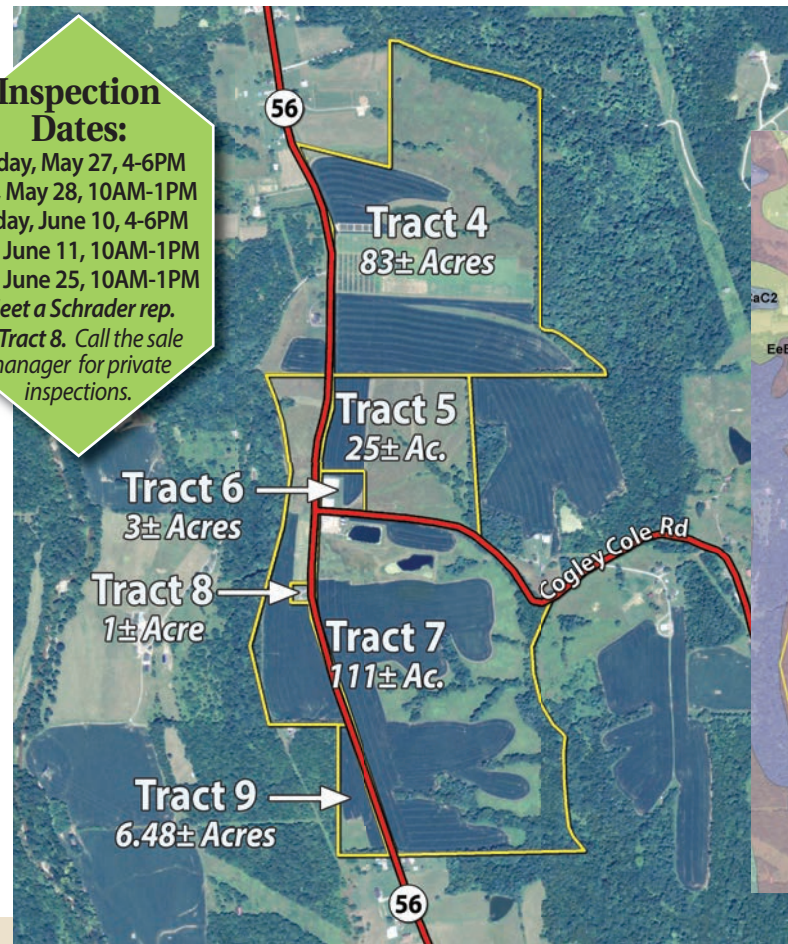 Inspection
Dates:
day, May 27, 4-6PM
May 28, 10AM-1PM
day, June 10, 4-6PM
June 11, 10AM-1PM
June 25, 10AM-1PM
eet a Schrader rep.
Tract 8. Call the sale
manager for private
inspections.
56
Tract 4
83± Acres
Tract 5
25± Ac.
Tract 6
3± Acres
Cogley Cole Rd
Tract 8
1± Acre
Tract 7
111± Ac.
Tract 9
6.48± Acres
56
aC2